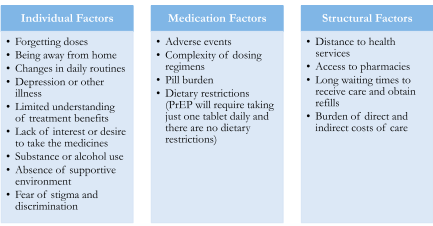 Individual Factors
• Forgetting doses
• Being away from home
• Changes in daily routines
• Depression or other
illness
• Limited understanding
of treatment benefits
• Lack of interest or desire
to take the medicines
• Substance or alcohol use
• Absence of supportive
environment
• Fear of stigma and
discrimination
Medication Factors
• Adverse events
• Complexity of dosing
regimens
• Pill burden
• Dietary restrictions
(PrEP will require taking
just one tablet daily and
there are no dietary
restrictions)
Structural Factors
• Distance to health
services
• Access to pharmacies
• Long waiting times to
receive care and obtain
refills
• Burden of direct and
indirect costs of care